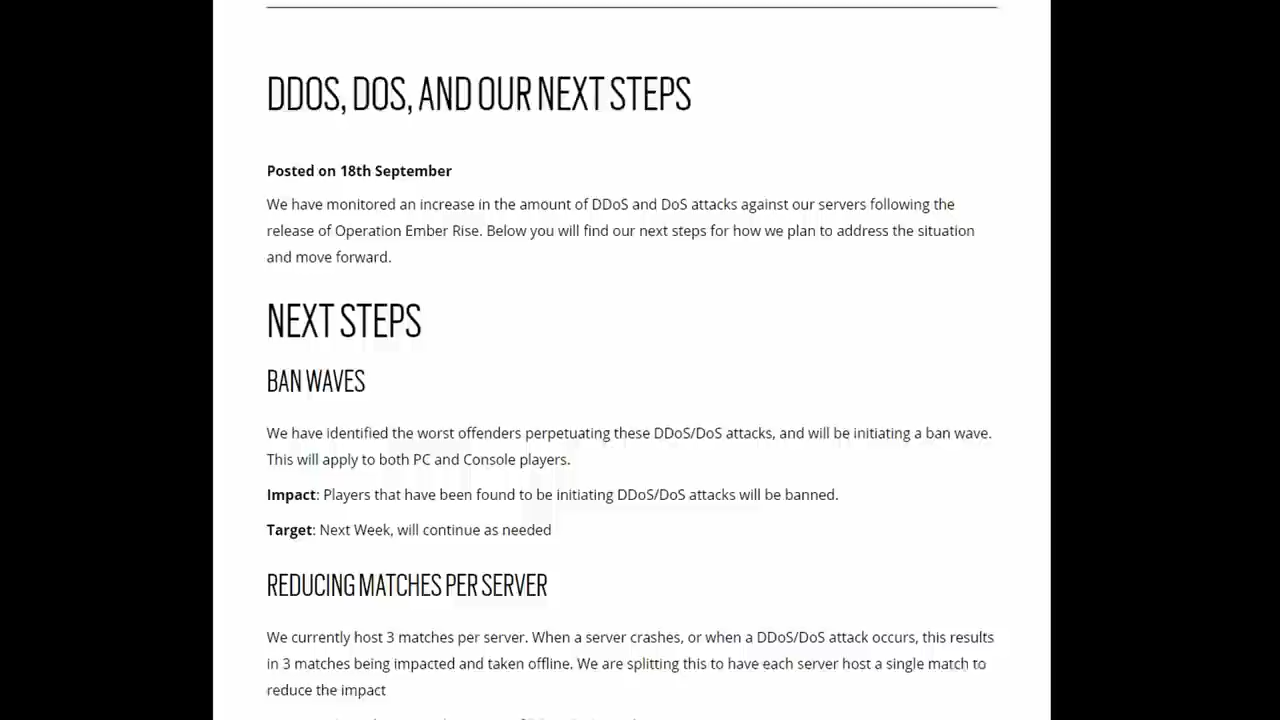 DDOS, DOS, AND OUR NEXT STEPS
Posted on 18th September
We have monitored an increase in the amount of DDoS and DoS attacks against our servers following the
release of Operation Ember Rise. Below you will find our next steps for how we plan to address the situation
and move forward.
NEXT STEPS
BAN WAVES
We have identified the worst offenders perpetuating these DDoS/DoS attacks, and will be initiating a ban wave.
This will apply to both PC and Console players.
Impact: Players that have been found to be initiating DDoS/DoS attacks will be banned.
Target: Next Week, will continue as needed
REDUCING MATCHES PER SERVER
We currently host 3 matches per server. When a server crashes, or when a DDoS/DoS attack occurs, this results
in 3 matches being impacted and taken offline. We are splitting this to have each server host a single match to
reduce the impact